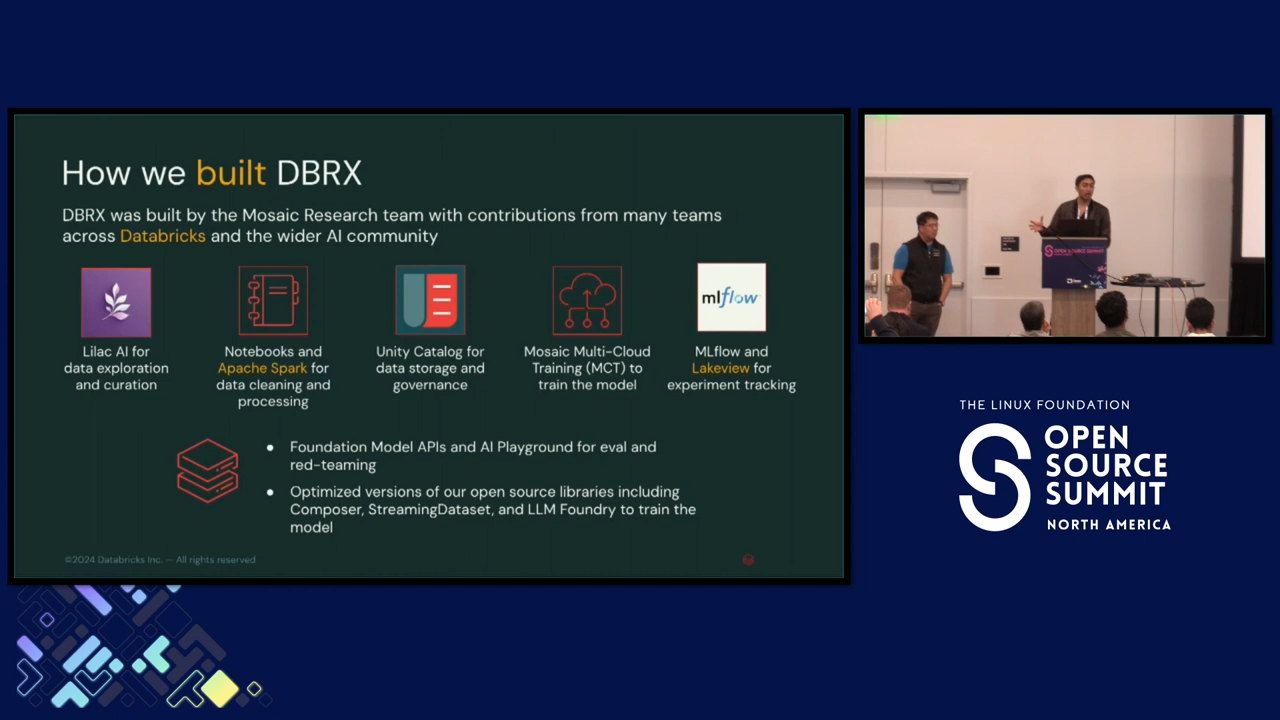 How we built DBRX
DBRX was built by the Mosaic Research team with contributions from many teams
across Databricks and the wider AI community
mlflow
Lilac AI for
data exploration
and curation
Notebooks and
Apache Spark for
data cleaning and
processing
Unity Catalog for
data storage and
governance
Mosaic Multi-Cloud
Training (MCT) to
train the model
MLflow and
Lakeview for
experiment tracking
● Foundation Model APIs and AI Playground for eval and
red-teaming
● Optimized versions of our open source libraries including
Composer, StreamingDataset, and LLM Foundry to train the
model
©2024 Databricks Inc. — All rights reserved
OPEN SOURCE SUMMIT
THE LINUX FOUNDATION
OPEN
SOURCE
SUMMIT
NORTH AMERICA